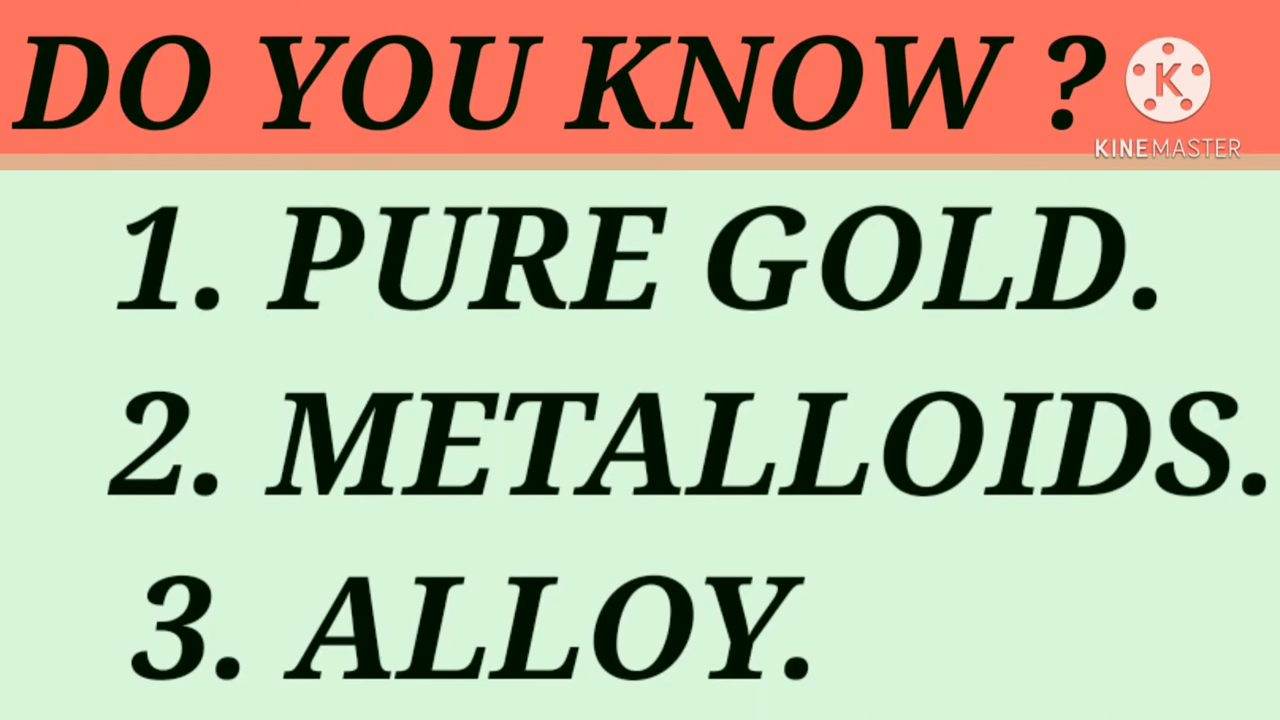 DO YOU KNOW ?
K
KINEMASTER
1. PURE GOLD.
2. METALLOIDS.
3. ALLOY.